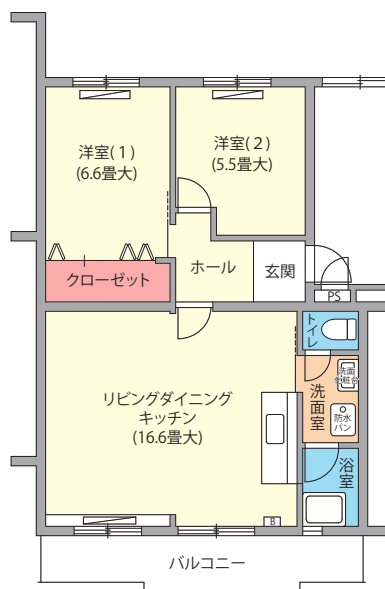 洋室(1)
(6.6畳大)
洋室(2)
(5.5畳大)
クローゼット
ホール
玄関
PS
トイレ
洗面
化粧台
洗面室
防水
パン
リビングダイニング
キッチン
(16.6畳大)
浴室
B
バルコニー